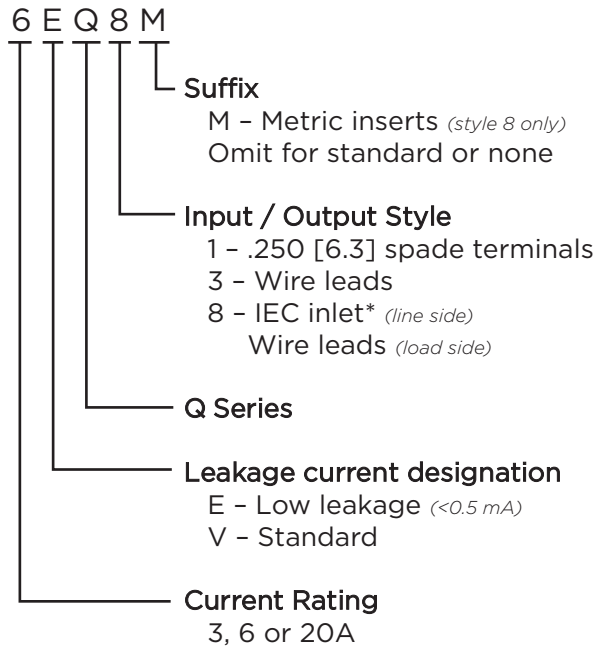 6 E Q 8 M
Suffix
M – Metric inserts (style 8 only)
Omit for standard or none
Input / Output Style
1 – .250 [6.3] spade terminals
3 – Wire leads
8 – IEC inlet* (line side)
Wire leads (load side)
Q Series
Leakage current designation
E – Low leakage (<0.5 mA)
V – Standard
Current Rating
3, 6 or 20A